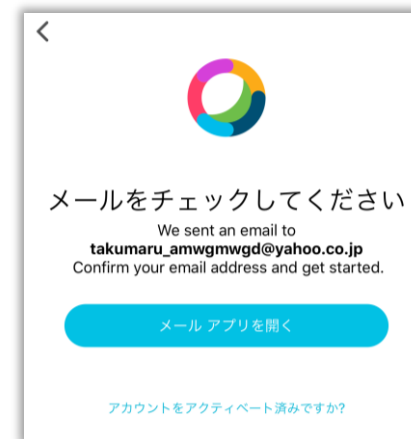 メールをチェックしてください
We sent an email to
takumaru_amwgmwgd@yahoo.co.jp
Confirm your email address and get started.
メール アプリを開く
アカウントをアクティベート済みですか?